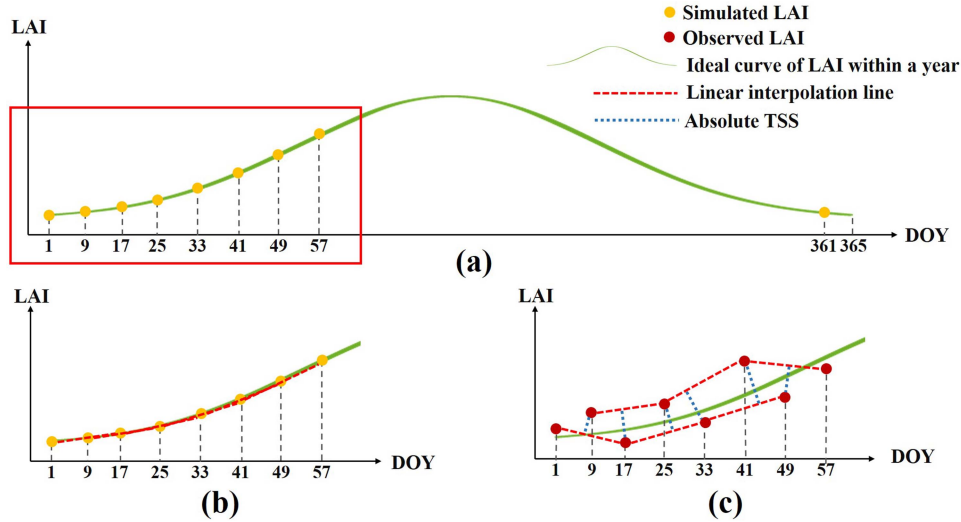 LAI
Simulated LAI
Observed LAI
Ideal curve of LAI within a year
Linear interpolation line
Absolute TSS
1 9 17 25 33 41 49 57 361 365 DOY
(a)
LAI
1 9 17 25 33 41 49 57 DOY
(b)
LAI
1 9 17 25 33 41 49 57 DOY
(c)